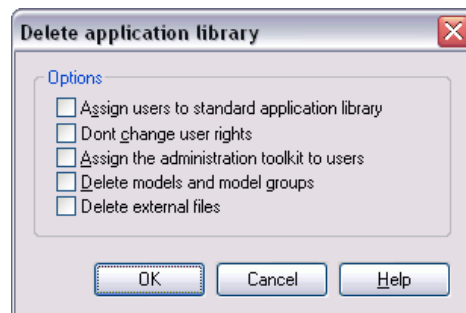 Delete application library
Options
Assign users to standard application library
Dont change user rights
Assign the administration toolkit to users
Delete models and model groups
Delete external files
OK Cancel Help